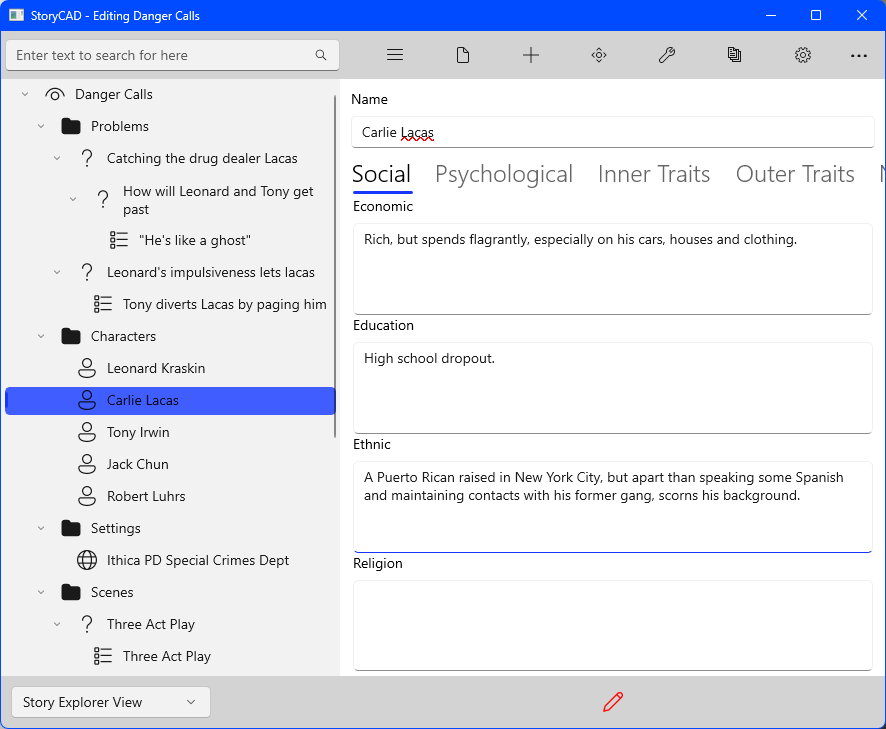 StoryCAD - Editing Danger Calls
Enter text to search for here
Danger Calls
Problems
Catching the drug dealer Lacas
How will Leonard and Tony get
past
"He's like a ghost"
Leonard's impulsiveness lets lacas
Tony diverts Lacas by paging him
Characters
Leonard Kraskin
Carlie Lacas
Tony Irwin
Jack Chun
Robert Luhrs
Settings
Ithica PD Special Crimes Dept
Scenes
Three Act Play
Three Act Play
Name
Carlie Lacas
Social Psychological Inner Traits Outer Traits
Economic
Rich, but spends flagrantly, especially on his cars, houses and clothing.
Education
High school dropout.
Ethnic
A Puerto Rican raised in New York City, but apart than speaking some Spanish
and maintaining contacts with his former gang, scorns his background.
Religion
Story Explorer View